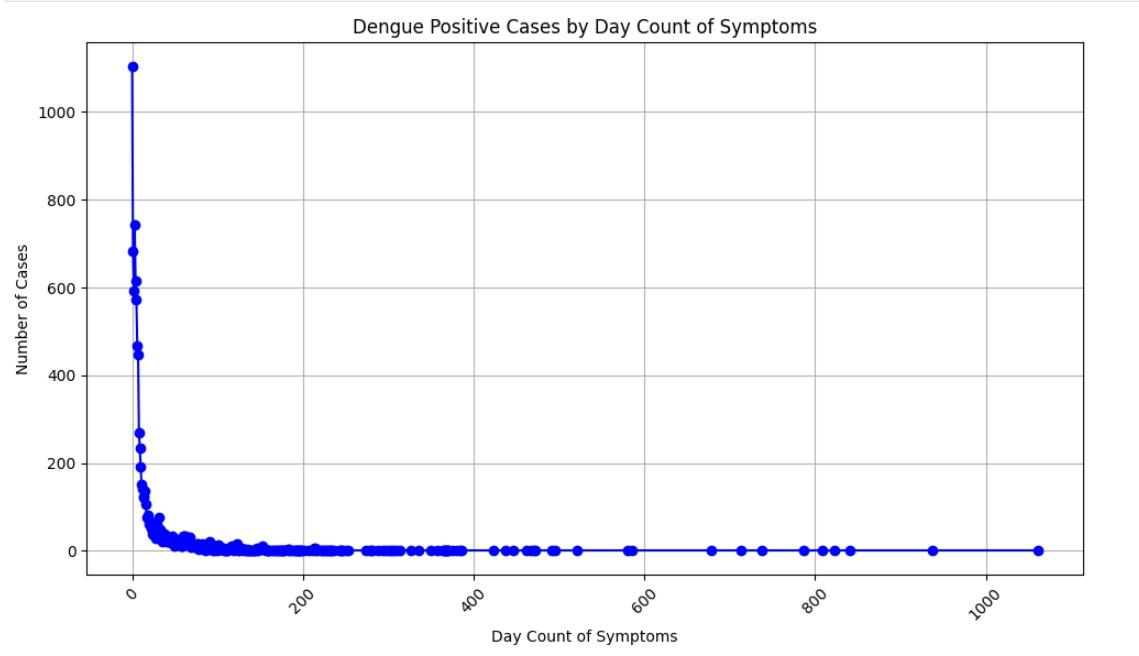 Dengue Positive Cases by Day Count of Symptoms
Number of Cases
1000
800
600
400
200
0
0 200 400 600 800 1000
Day Count of Symptoms